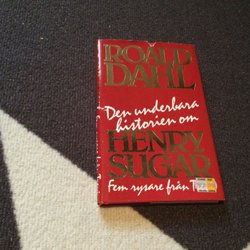 ROALD
DAHL
Den underbara
historien om
HENRY
SUGAR
Fem rysare från